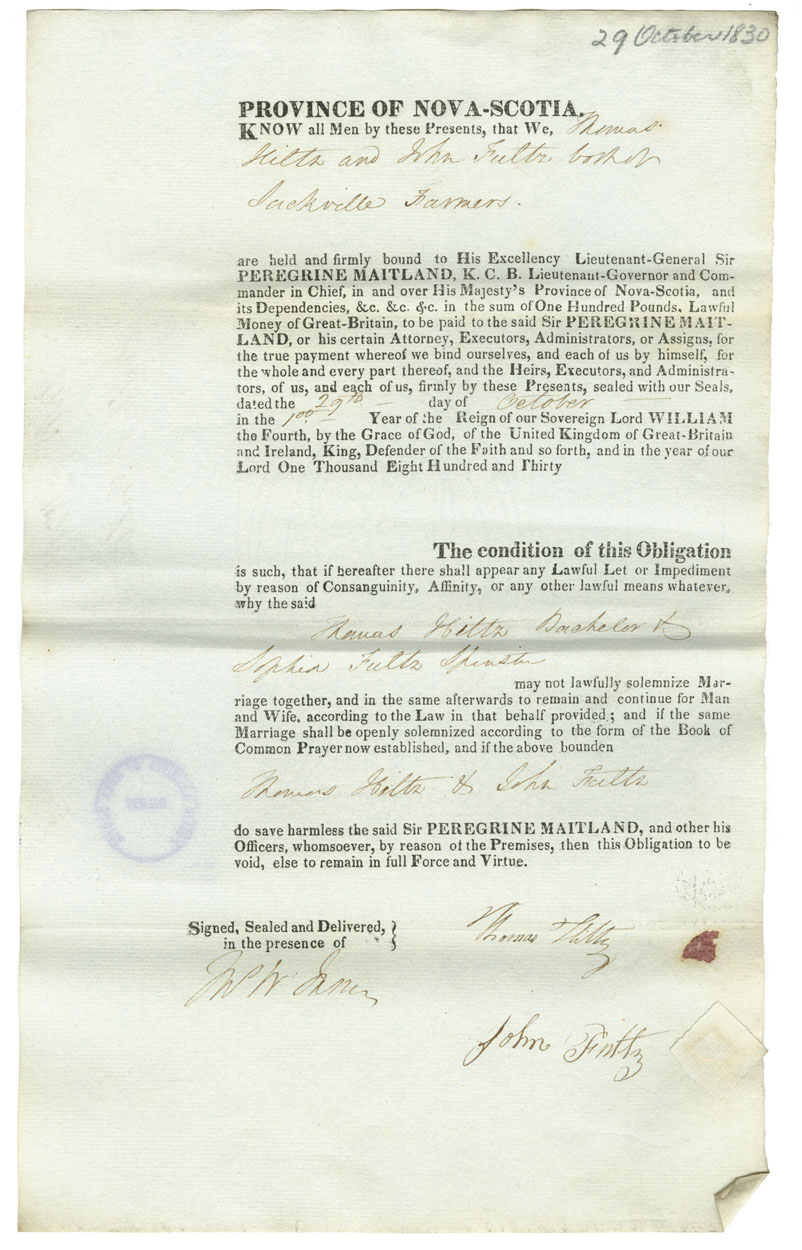 29 October 1830
PROVINCE OF NOVA-SCOTIA.
KNOW all Men by these Presents, that We, Thomas
Hiltz and John Fultz both of
Sackville Farmers.
are held and firmly bound to His Excellency Lieutenant-General Sir
PEREGRINE MAITLAND, K. C. B. Lieutenant-Governor and Com-
mander in Chief, in and over His Majesty's Province of Nova-Scotia, and
its Dependencies, &c. &c. &c. in the sum of One Hundred Pounds, Lawful
Money of Great-Britain, to be paid to the said Sir PEREGRINE MAIT-
LAND, or his certain Attorney, Executors, Administrators, or Assigns, for
the true payment whereof we bind ourselves, and each of us by himself, for
the whole and every part thereof, and the Heirs, Executors, and Administra-
tors, of us, and each of us, firmly by these Presents, sealed with our Seals,
dated the 29th day of October
in the Year of the Reign of our Sovereign Lord WILLIAM
the Fourth, by the Grace of God, of the United Kingdom of Great-Britain
and Ireland, King, Defender of the Faith and so forth, and in the year of our
Lord One Thousand Eight Hundred and Thirty
The condition of this Obligation
is such, that if hereafter there shall appear any Lawful Let or Impediment
by reason of Consanguinity, Affinity, or any other lawful means whatever,
why the said
Thomas Hiltz Bachelor &
Sophia Fultz Spinster
may not lawfully solemnize Mar-
riage together, and in the same afterwards to remain and continue for Man
and Wife, according to the Law in that behalf provided; and if the same
Marriage shall be openly solemnized according to the form of the Book of
Common Prayer now established, and if the above bounden
Thomas Hiltz & John Fultz
do save harmless the said Sir PEREGRINE MAITLAND, and other his
Officers, whomsoever, by reason of the Premises, then this Obligation to be
void, else to remain in full Force and Virtue.
Signed, Sealed and Delivered,
in the presence of
Thomas Hiltz
John Fultz